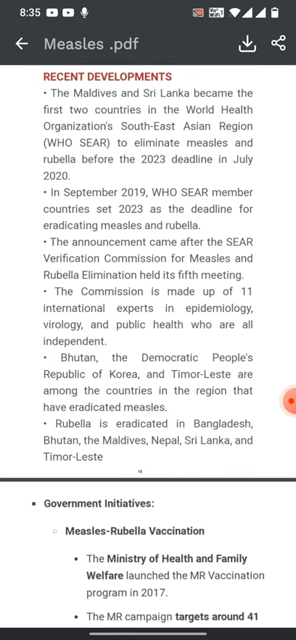 8:35
Measles .pdf
RECENT DEVELOPMENTS
• The Maldives and Sri Lanka became the
first two countries in the World Health
Organization's South-East Asian Region
(WHO SEAR) to eliminate measles and
rubella before the 2023 deadline in July
2020.
• In September 2019, WHO SEAR member
countries set 2023 as the deadline for
eradicating measles and rubella.
• The announcement came after the SEAR
Verification Commission for Measles and
Rubella Elimination held its fifth meeting.
• The Commission is made up of 11
international experts in epidemiology,
virology, and public health who are all
independent.
• Bhutan, the Democratic People's
Republic of Korea, and Timor-Leste are
among the countries in the region that
have eradicated measles.
• Rubella is eradicated in Bangladesh,
Bhutan, the Maldives, Nepal, Sri Lanka, and
Timor-Leste
▪ Government Initiatives:
○ Measles-Rubella Vaccination
• The Ministry of Health and Family
Welfare launched the MR Vaccination
program in 2017.
• The MR campaign targets around 41